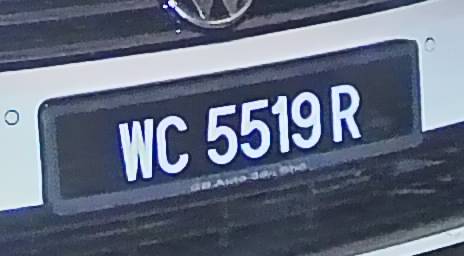 WC 5519 R
GB Auto Sdn Bhd